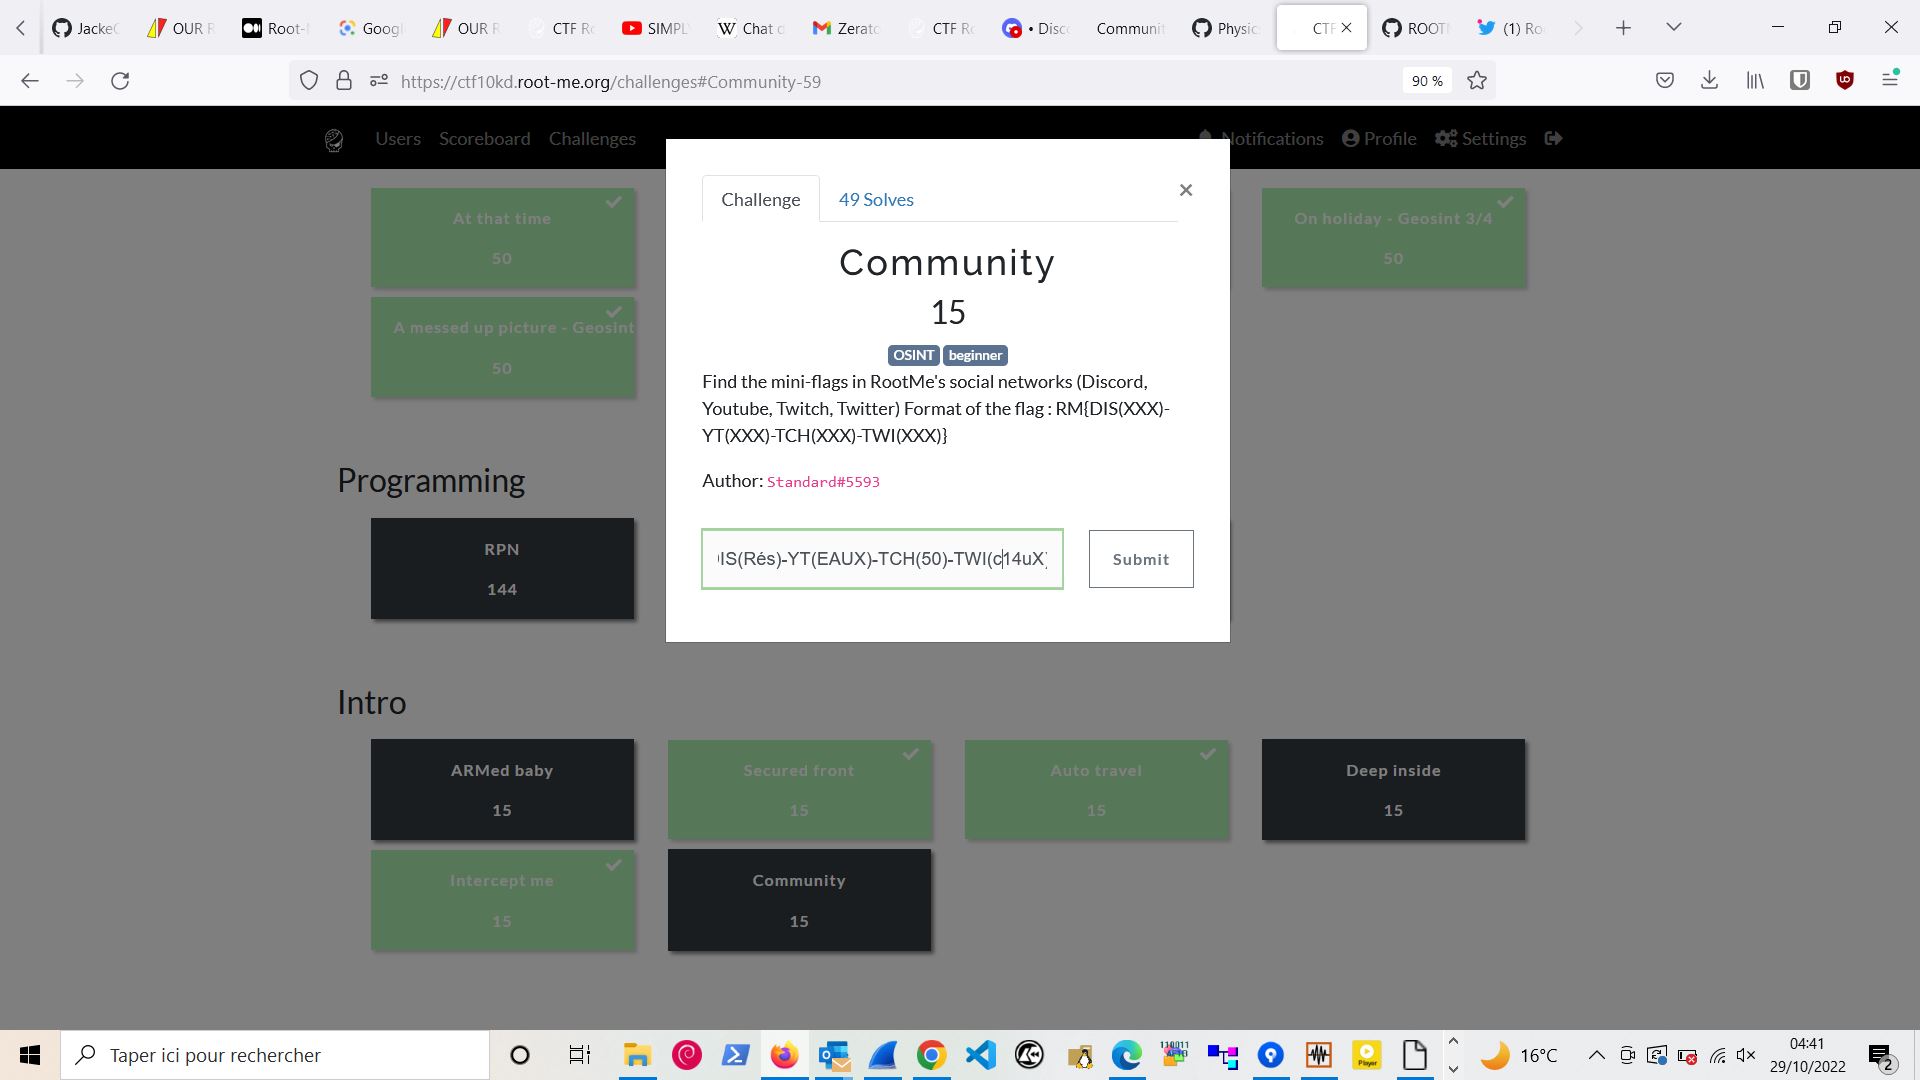 JackeC
OUR R
Root-
Googl
OUR R
CTF Ro
SIMPL
Chat d
Zerato
CTF Ro
• Disco
Communit
Physic
CTF
ROOTM
(1) Ro
https://ctf10kd.root-me.org/challenges#Community-59
90 %
Users Scoreboard Challenges
Notifications Profile Settings
At that time
50
On holiday - Geosint 3/4
50
A messed up picture - Geosint
50
Challenge
49 Solves
×
Community
15
OSINT beginner
Find the mini-flags in RootMe's social networks (Discord,
Youtube, Twitch, Twitter) Format of the flag : RM{DIS(XXX)-
YT(XXX)-TCH(XXX)-TWI(XXX)}
Author: Standard#5593
IS(Rés)-YT(EAUX)-TCH(50)-TWI(c14uX)
Submit
Programming
RPN
144
Intro
ARMed baby
15
Secured front
15
Auto travel
15
Deep inside
15
Intercept me
15
Community
15
Taper ici pour rechercher
16°C
04:41
29/10/2022
2